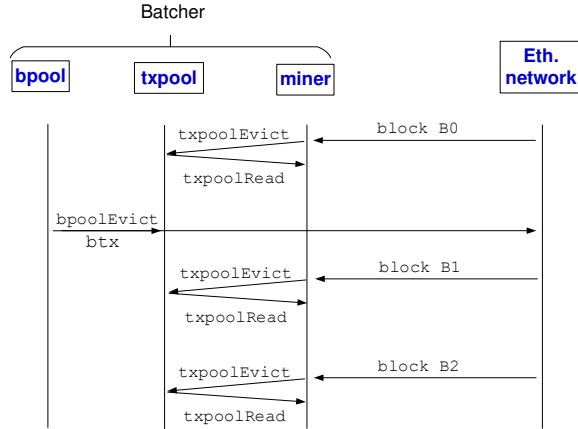 Batcher
bpool
txpool
miner
Eth.
network
txpoolEvict
block B0
txpoolRead
bpoolEvict
btx
txpoolEvict
block B1
txpoolRead
txpoolEvict
block B2
txpoolRead